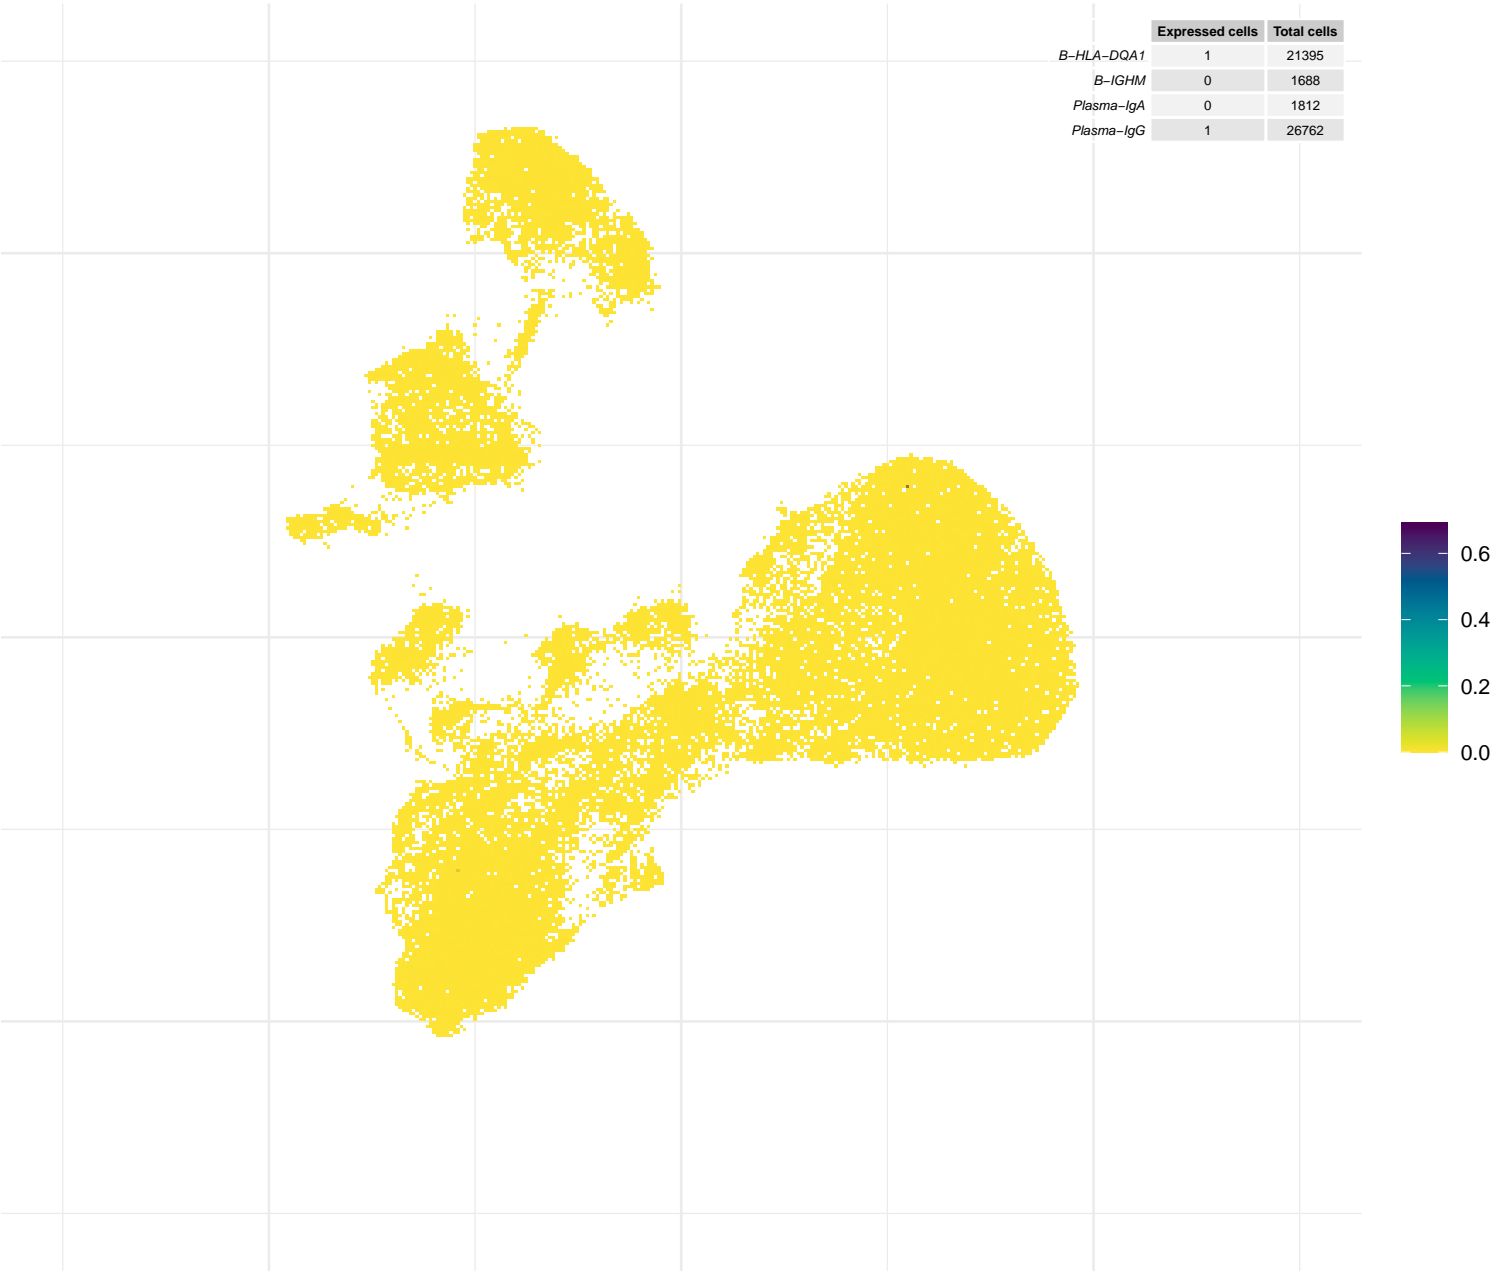 Expressed cells Total cells
B−HLA−DQA1 1 21395
B−IGHM 0 1688
Plasma−IgA 0 1812
Plasma−IgG 1 26762
0.6
0.4
0.2
0.0